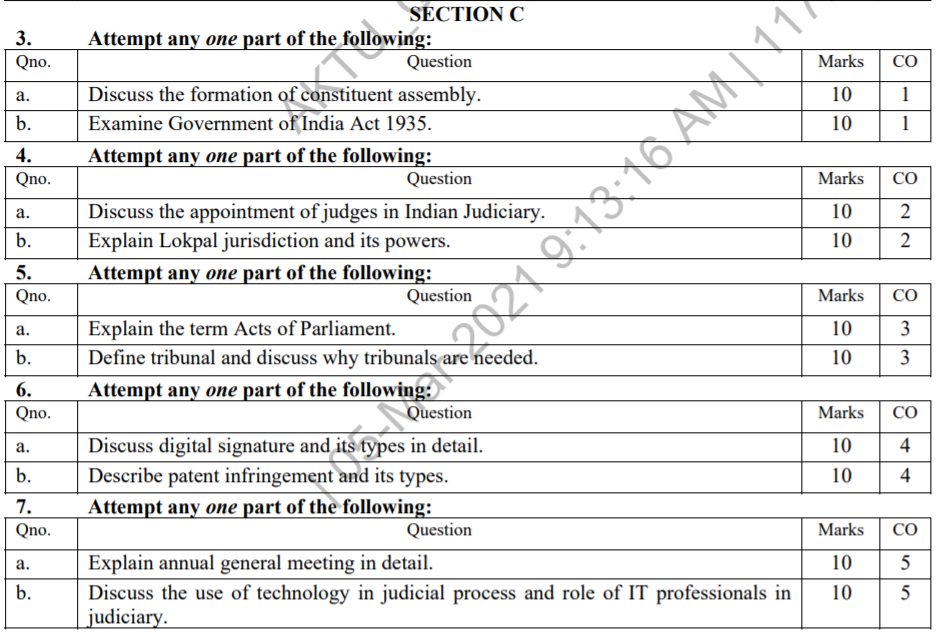 SECTION C
3. Attempt any one part of the following:
Qno. Question Marks CO
a. Discuss the formation of constituent assembly. 10 1
b. Examine Government of India Act 1935. 10 1
4. Attempt any one part of the following:
Qno. Question Marks CO
a. Discuss the appointment of judges in Indian Judiciary. 10 2
b. Explain Lokpal jurisdiction and its powers. 10 2
5. Attempt any one part of the following:
Qno. Question Marks CO
a. Explain the term Acts of Parliament. 10 3
b. Define tribunal and discuss why tribunals are needed. 10 3
6. Attempt any one part of the following:
Qno. Question Marks CO
a. Discuss digital signature and its types in detail. 10 4
b. Describe patent infringement and its types. 10 4
7. Attempt any one part of the following:
Qno. Question Marks CO
a. Explain annual general meeting in detail. 10 5
b. Discuss the use of technology in judicial process and role of IT professionals in 10 5
judiciary.
AKTU_
| 05-Mar-2021 9:13:16 AM | 117